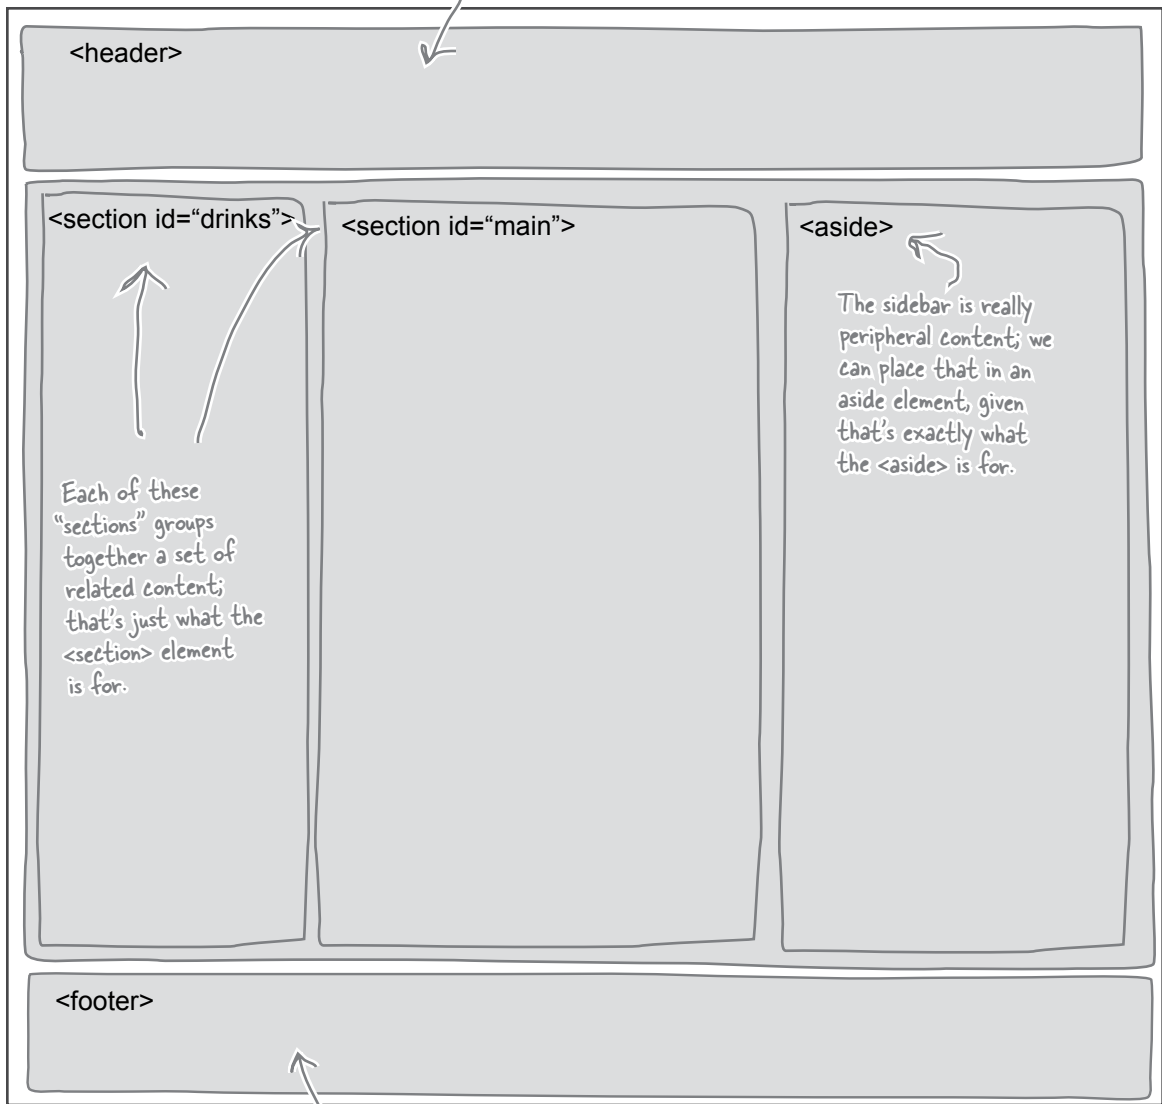 <header>
<section id=“drinks”>
<section id=“main”>
<aside>
The sidebar is really
peripheral content; we
can place that in an
aside element, given
that's exactly what
the <aside> is for.
Each of these
“sections” groups
together a set of
related content;
that's just what the
<section> element
is for.
<footer>